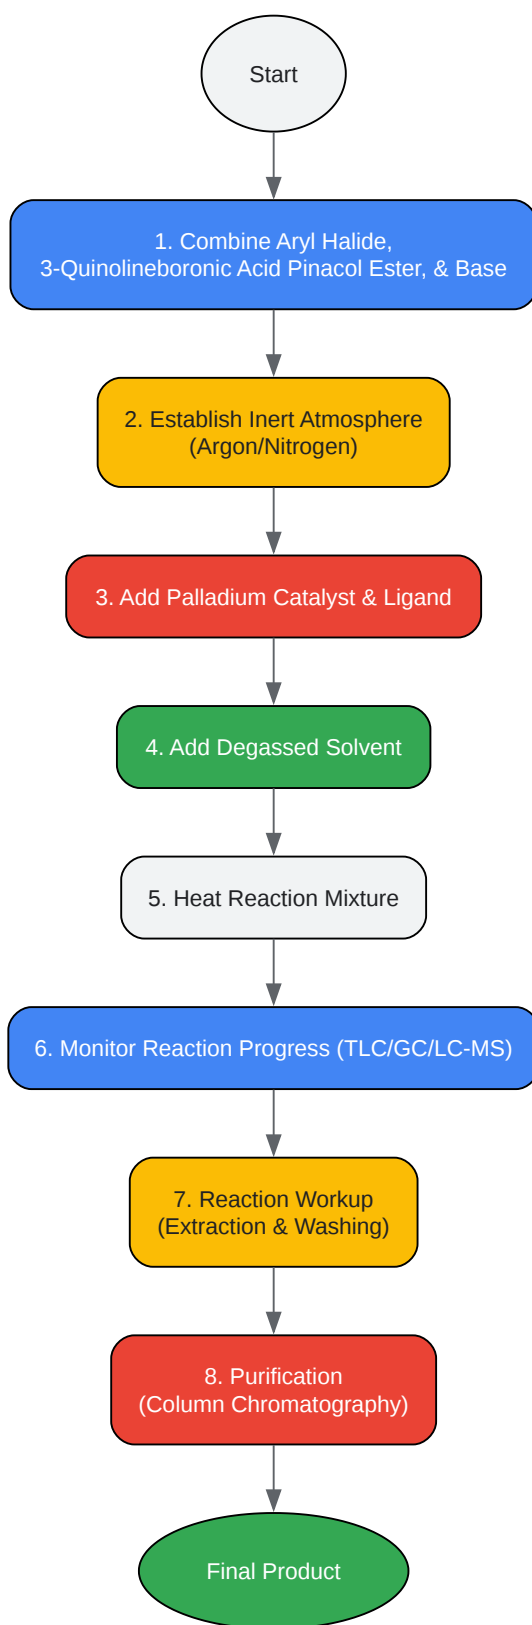 Start
1. Combine Aryl Halide,
3-Quinolineboronic Acid Pinacol Ester, & Base
2. Establish Inert Atmosphere
(Argon/Nitrogen)
3. Add Palladium Catalyst & Ligand
4. Add Degassed Solvent
5. Heat Reaction Mixture
6. Monitor Reaction Progress (TLC/GC/LC-MS)
7. Reaction Workup
(Extraction & Washing)
8. Purification
(Column Chromatography)
Final Product